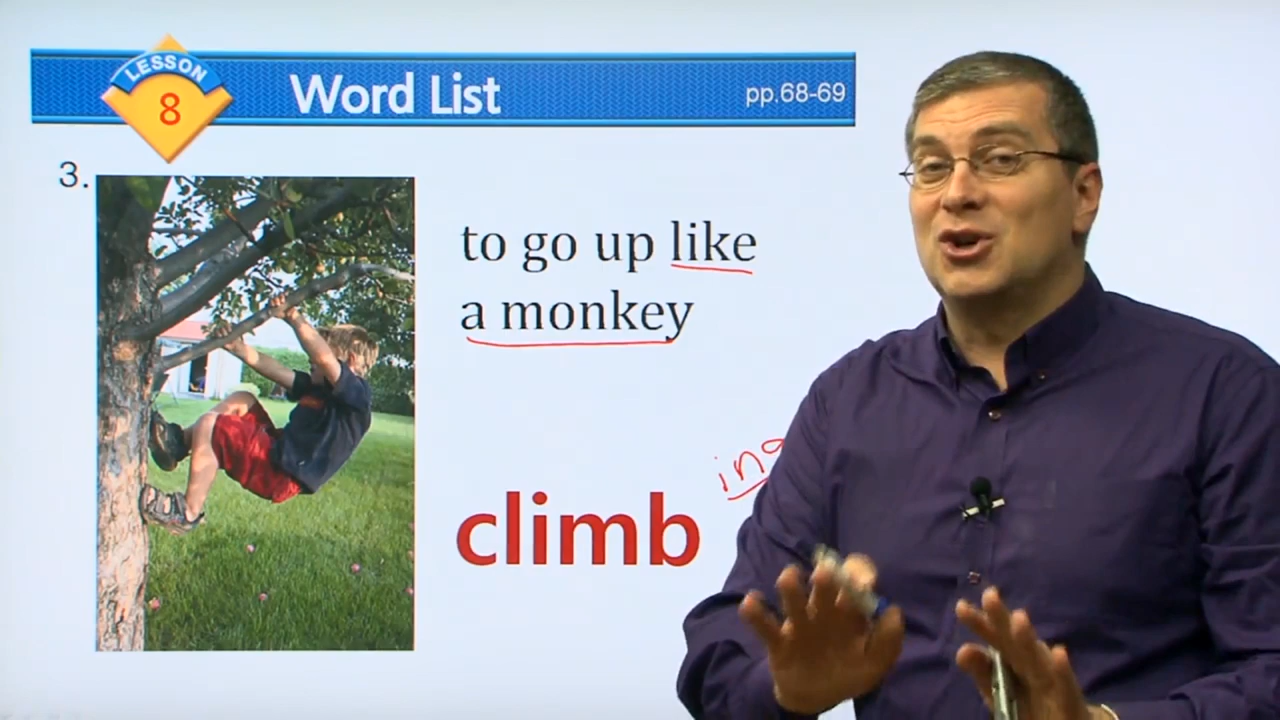 LESSON
8
Word List
pp.68-69
3.
to go up like
a monkey
ing
climb